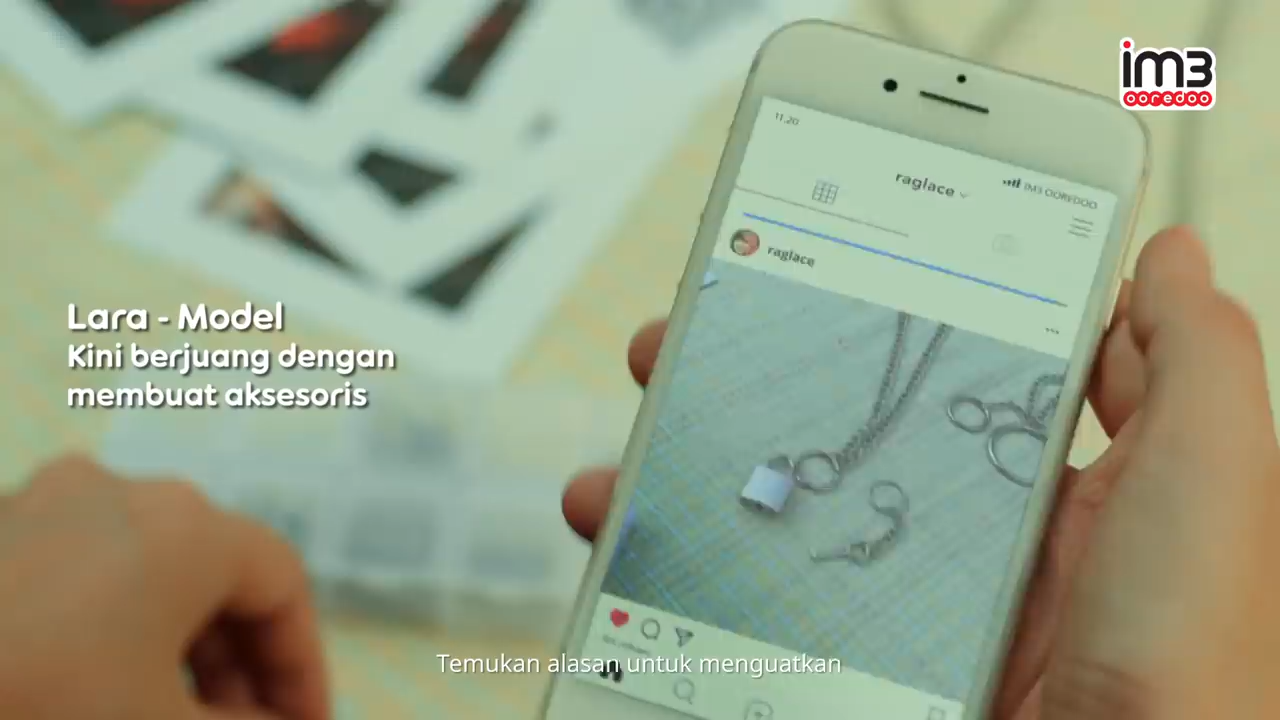 im3
ooredoo
11.20
raglace
IM3 OOREDOO
raglace
Lara - Model
Kini berjuang dengan
membuat aksesoris
Temukan alasan untuk menguatkan